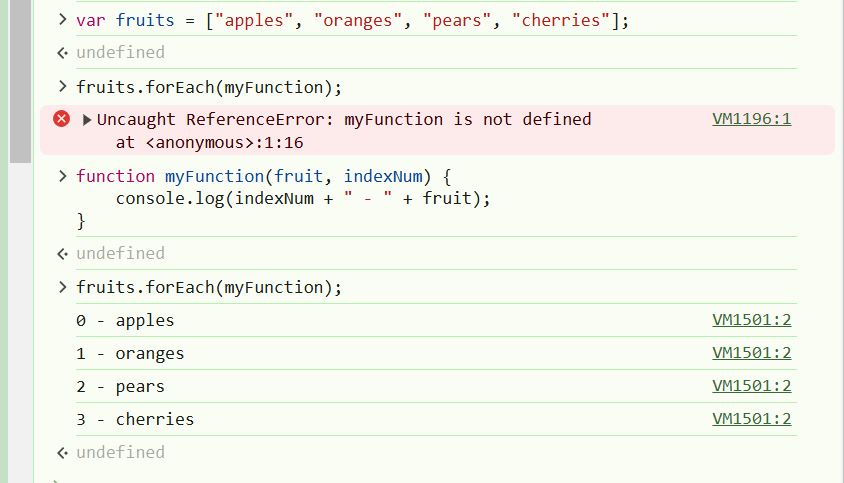 var fruits = ["apples", "oranges", "pears", "cherries"];
undefined
fruits.forEach(myFunction);
Uncaught ReferenceError: myFunction is not defined VM1196:1
at <anonymous>:1:16
function myFunction(fruit, indexNum) {
console.log(indexNum + " - " + fruit);
}
undefined
fruits.forEach(myFunction);
0 - apples VM1501:2
1 - oranges VM1501:2
2 - pears VM1501:2
3 - cherries VM1501:2
undefined